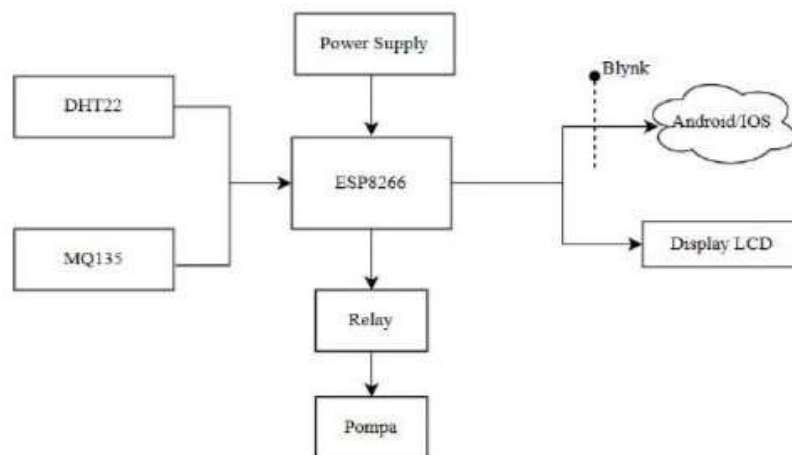 Power Supply
Blynk
DHT22
Android/IOS
ESP8266
MQ135
Display LCD
Relay
Pompa